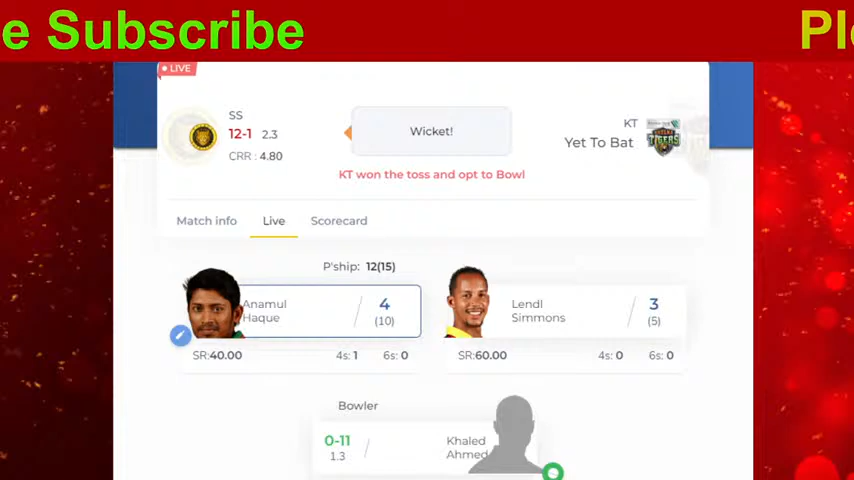 e Subscribe
Pl
LIVE
SS
12-1 2.3
CRR : 4.80
Wicket!
KT
Yet To Bat
TIGERS
KT won the toss and opt to Bowl
Match info Live Scorecard
P'ship: 12(15)
Anamul
Haque
4
(10)
SR:40.00 4s: 1 6s: 0
Lendl
Simmons
3
(5)
SR:60.00 4s: 0 6s: 0
Bowler
0-11
1.3
Khaled
Ahmed